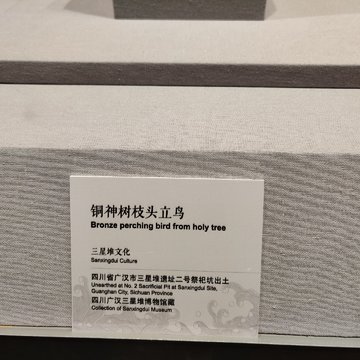 铜神树枝头立鸟
Bronze perching bird from holy tree
三星堆文化
Sanxingdui Culture
四川省广汉市三星堆遗址二号祭祀坑出土
Unearthed at No. 2 Sacrificial Pit at Sanxingdui Site,
Guanghan City, Sichuan Province
四川广汉三星堆博物馆藏
Collection of Sanxingdui Museum